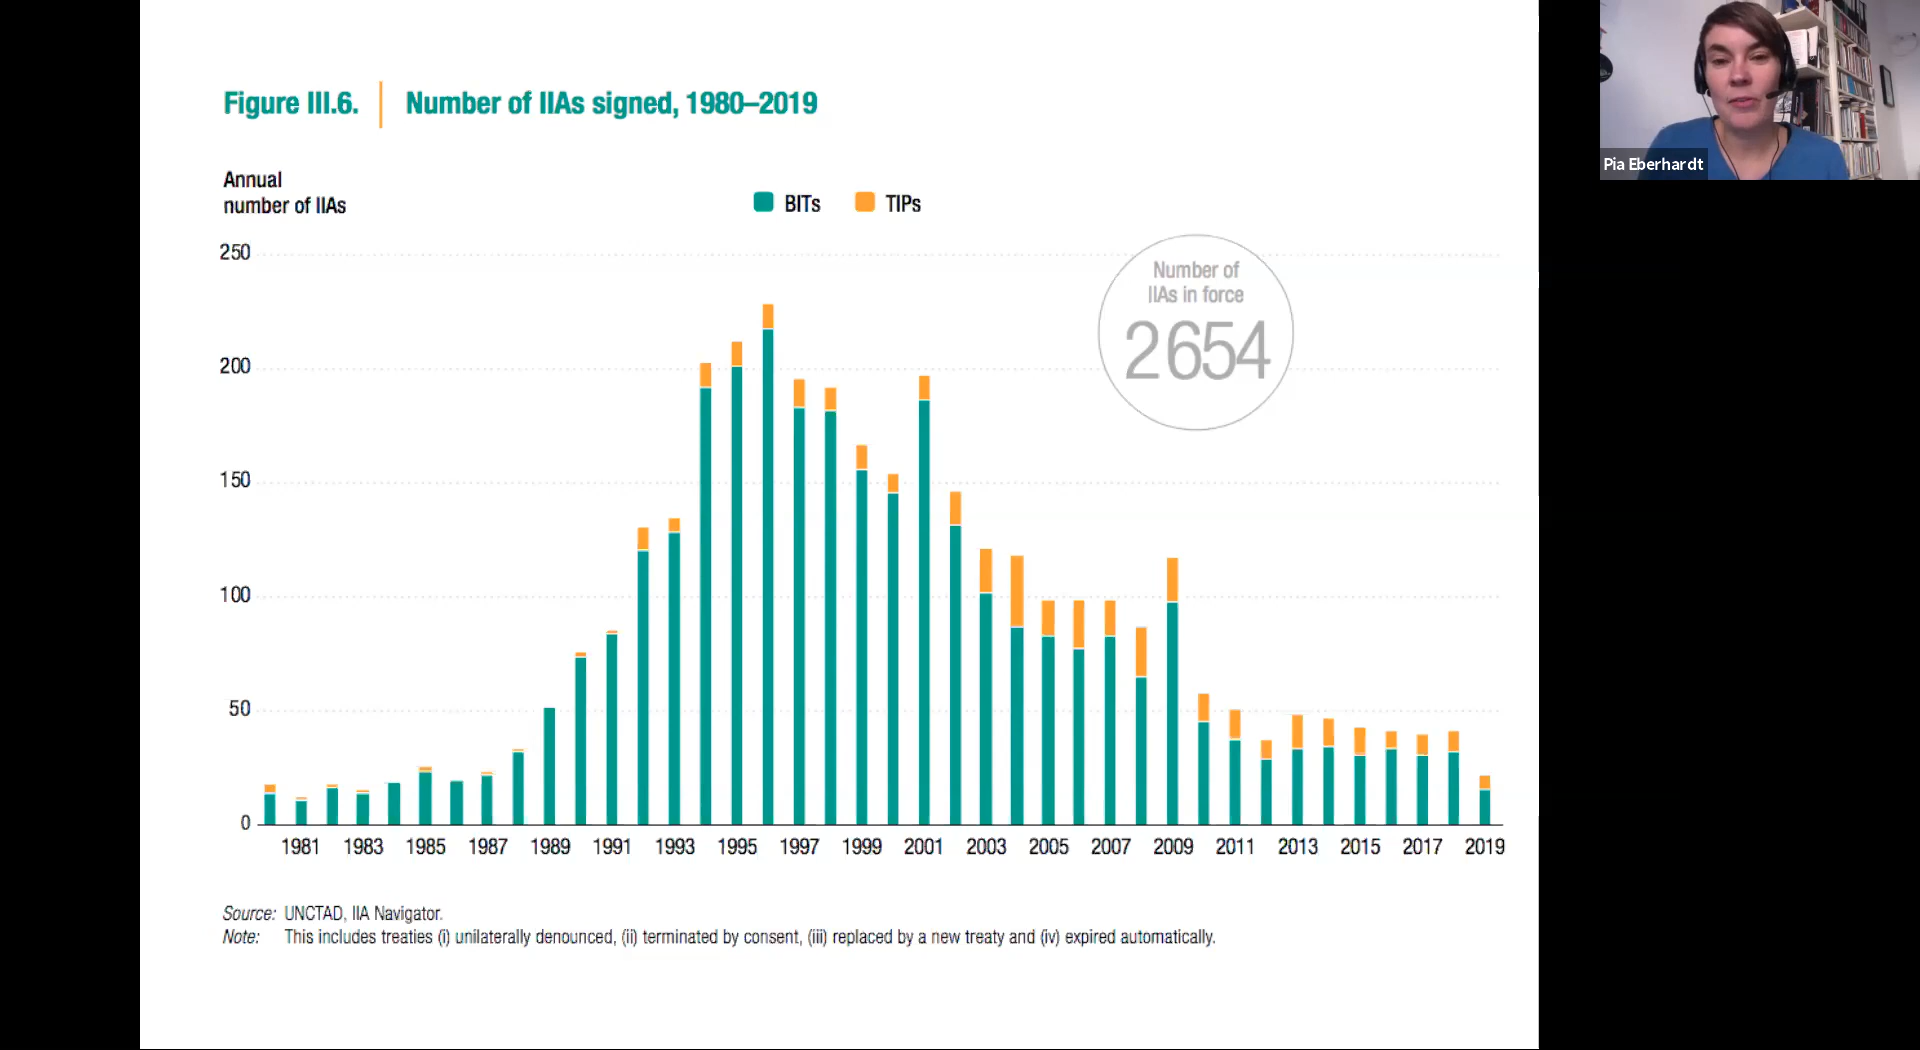 Figure III.6. Number of IIAs signed, 1980–2019
Annual
number of IIAs
BITs TIPs
250
200
150
100
50
0
Number of
IIAs in force
2654
1981 1983 1985 1987 1989 1991 1993 1995 1997 1999 2001 2003 2005 2007 2009 2011 2013 2015 2017 2019
Source: UNCTAD, IIA Navigator.
Note: This includes treaties (i) unilaterally denounced, (ii) terminated by consent, (iii) replaced by a new treaty and (iv) expired automatically.
Pia Eberhardt